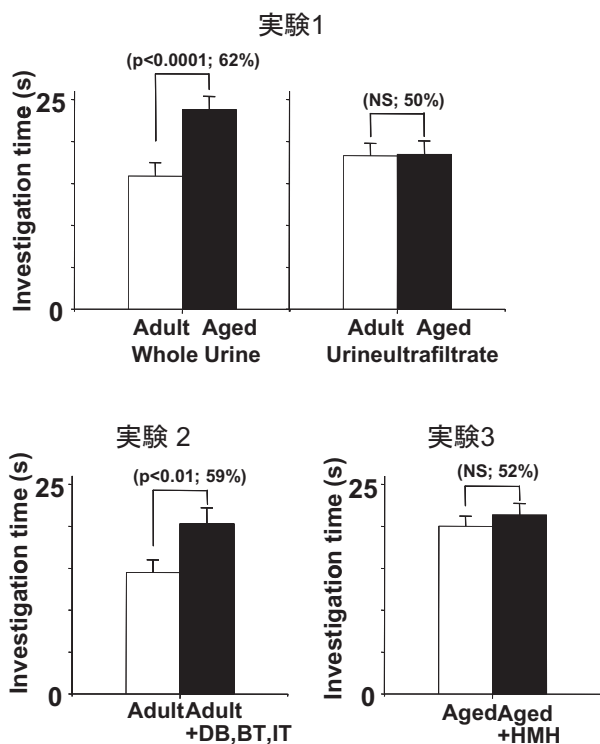 実験1
(p<0.0001; 62%)
(NS; 50%)
25
Investigation time (s)
0
Adult Aged
Whole Urine
Adult Aged
Urineultrafiltrate
実験 2
(p<0.01; 59%)
25
Investigation time (s)
0
AdultAdult
+DB,BT,IT
実験3
(NS; 52%)
25
Investigation time (s)
0
AgedAged
+HMH